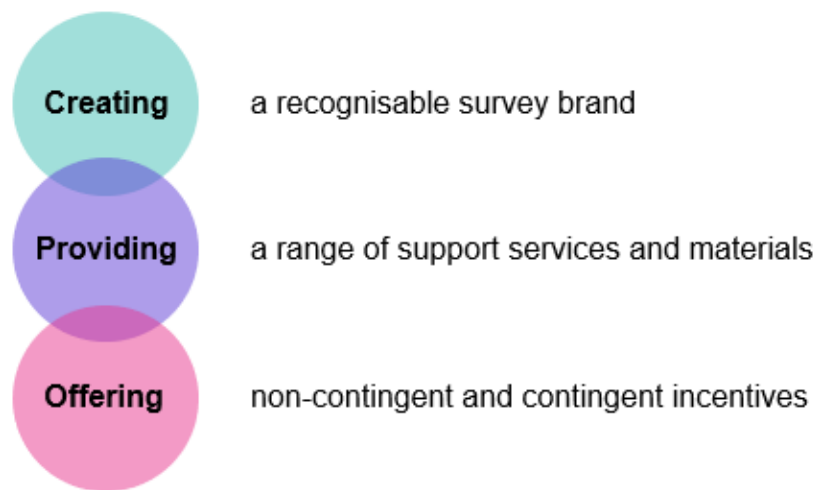 Creating a recognisable survey brand
Providing a range of support services and materials
Offering non-contingent and contingent incentives